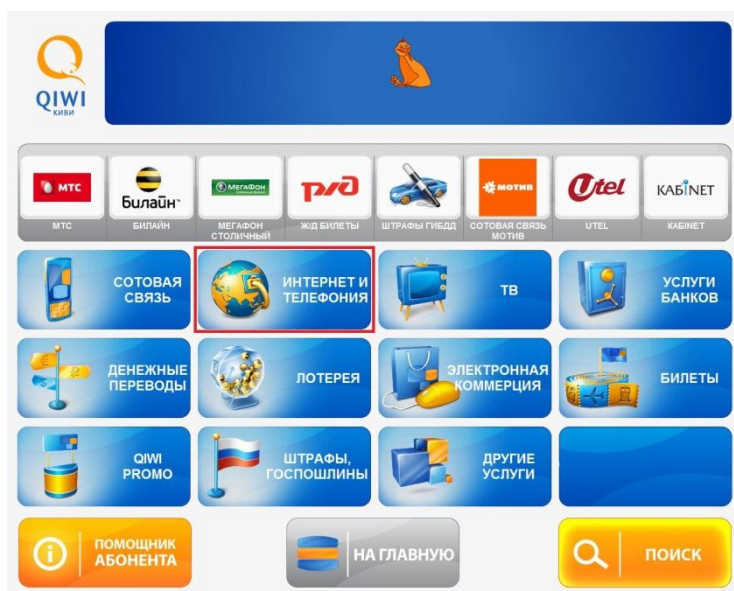 QIWI
КИВИ
МТС
Билайн
МЕГАФОН
РЖД
МОТИВ
Utel
КАБiNET
МТС
БИЛАЙН
МЕГАФОН
СТОЛИЧНЫЙ
Ж/Д БИЛЕТЫ
ШТРАФЫ ГИБДД
СОТОВАЯ СВЯЗЬ
МОТИВ
UTEL
КАБINET
СОТОВАЯ
СВЯЗЬ
ИНТЕРНЕТ И
ТЕЛЕФОНИЯ
ТВ
УСЛУГИ
БАНКОВ
ДЕНЕЖНЫЕ
ПЕРЕВОДЫ
ЛОТЕРЕЯ
ЭЛЕКТРОННАЯ
КОММЕРЦИЯ
БИЛЕТЫ
QIWI
PROMO
ШТРАФЫ,
ГОСПОШЛИНЫ
ДРУГИЕ
УСЛУГИ
ПОМОЩНИК
АБОНЕНТА
НА ГЛАВНУЮ
ПОИСК